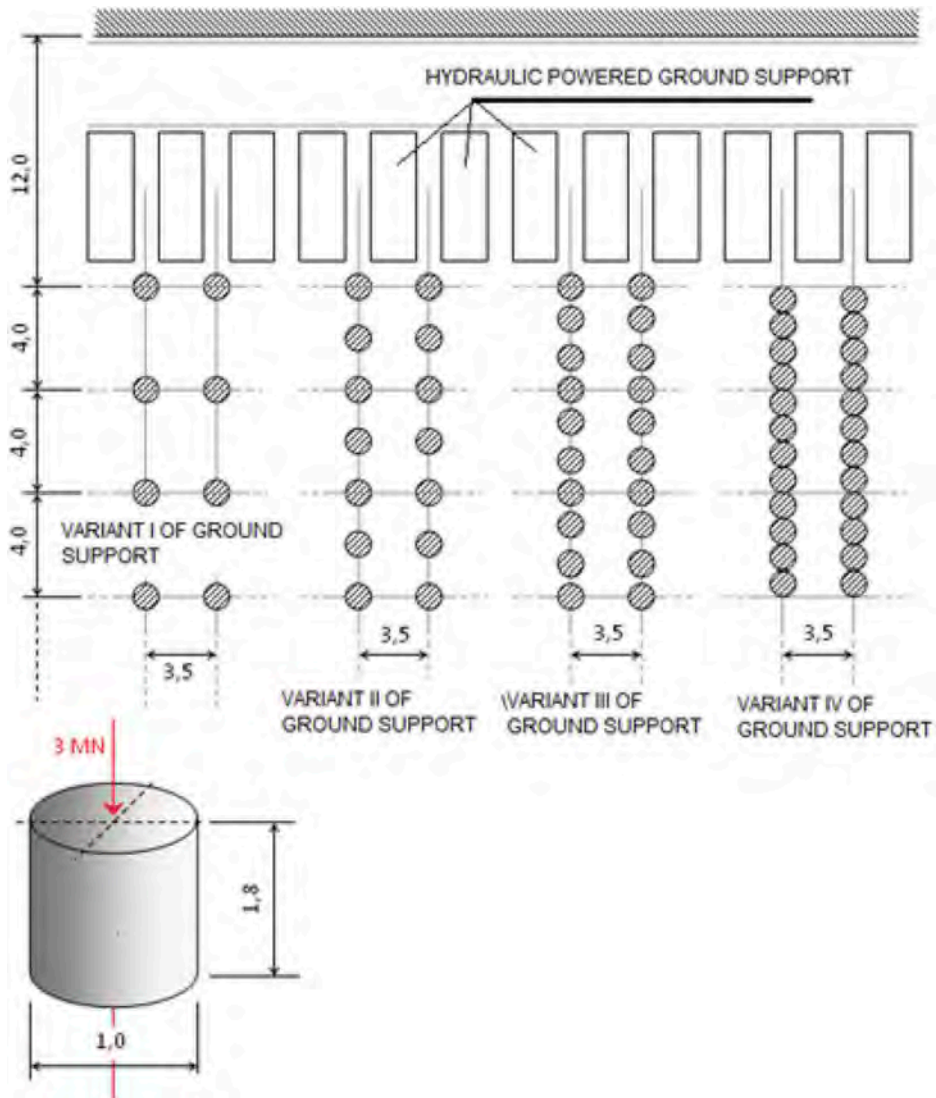 HYDRAULIC POWERED GROUND SUPPORT
12,0
4,0
4,0
4,0
VARIANT I OF GROUND
SUPPORT
3,5
3,5
3,5
3,5
VARIANT II OF
GROUND SUPPORT
\VARIANT III OF
GROUND SUPPORT
VARIANT IV OF
GROUND SUPPORT
3 MN
1,8
1,0